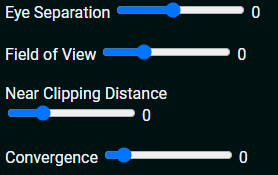 Eye Separation 0
Field of View 0
Near Clipping Distance
0
Convergence 0